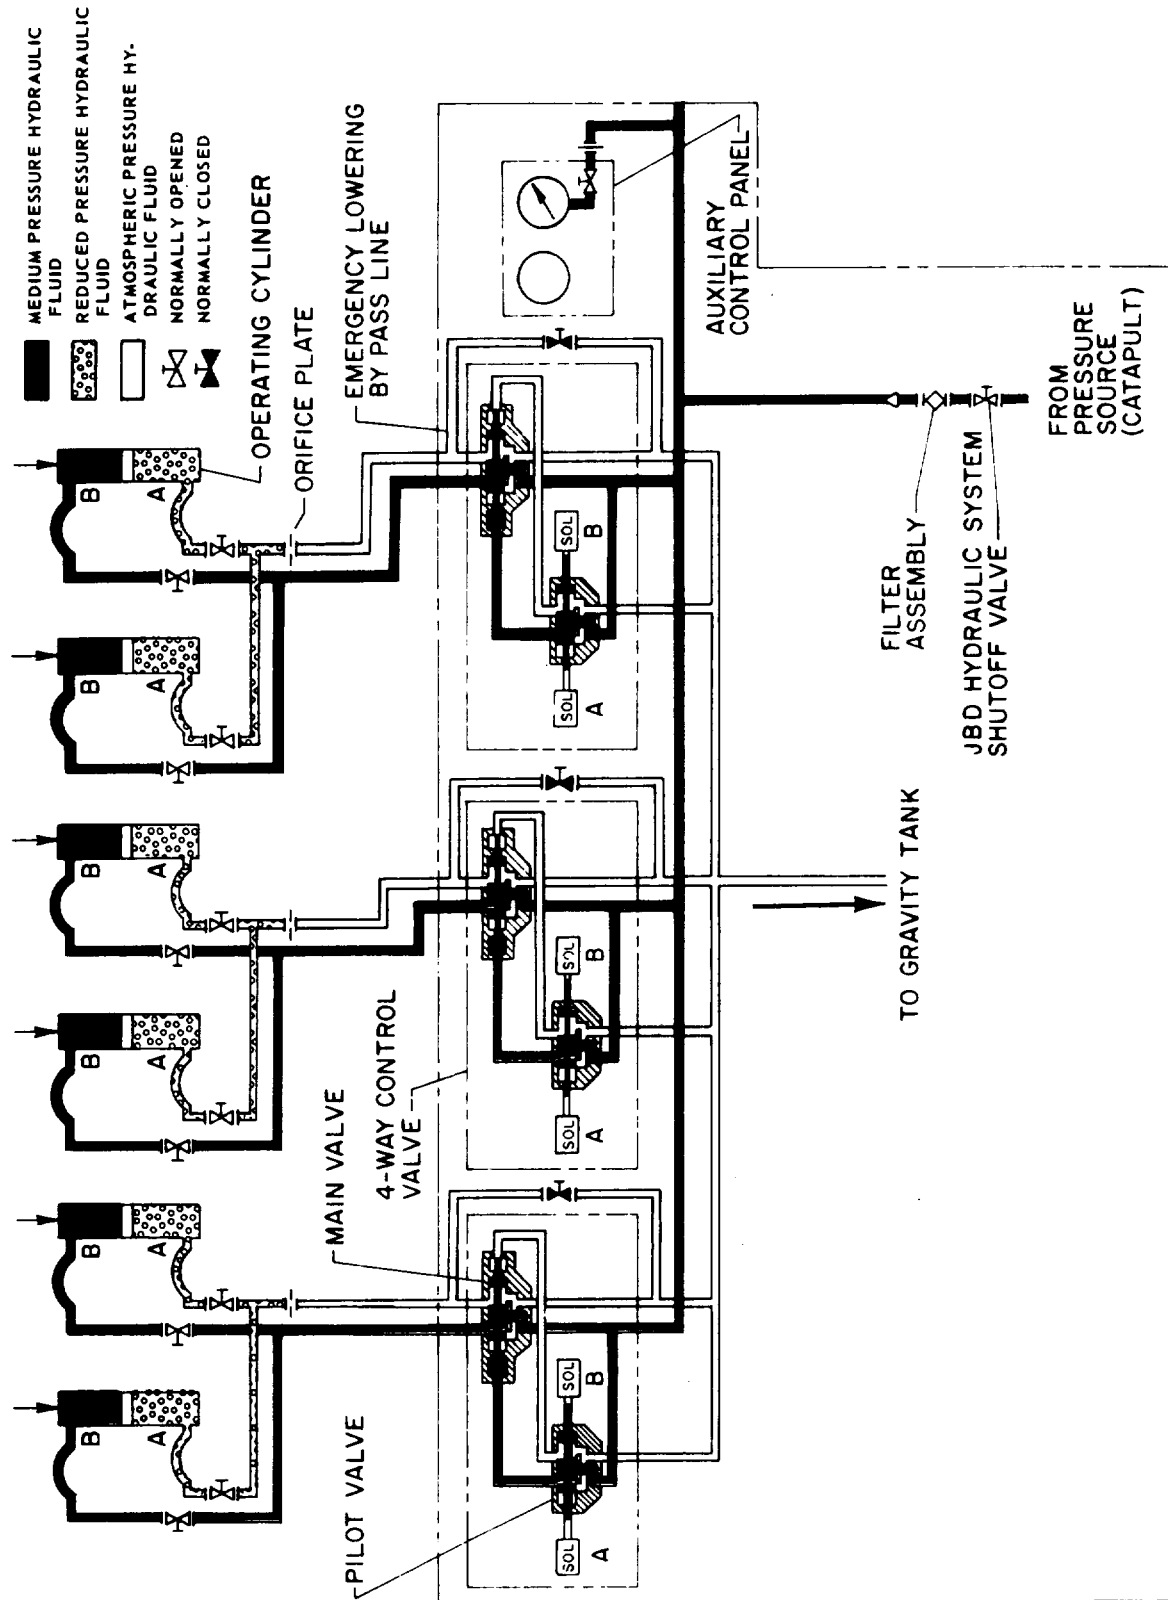 MEDIUM PRESSURE HYDRAULIC
FLUID
REDUCED PRESSURE HYDRAULIC
FLUID
ATMOSPHERIC PRESSURE HY-
DRAULIC FLUID
NORMALLY OPENED
NORMALLY CLOSED
OPERATING CYLINDER
ORIFICE PLATE
EMERGENCY LOWERING
BY PASS LINE
B
A
B
A
B
A
B
A
B
A
B
A
AUXILIARY
CONTROL PANEL
MAIN VALVE
4-WAY CONTROL
VALVE
PILOT VALVE
SOL
A
SOL
B
SOL
A
SOL
B
SOL
A
SOL
B
TO GRAVITY TANK
FILTER
ASSEMBLY
JBD HYDRAULIC SYSTEM
SHUTOFF VALVE
FROM
PRESSURE
SOURCE
(CATAPULT)